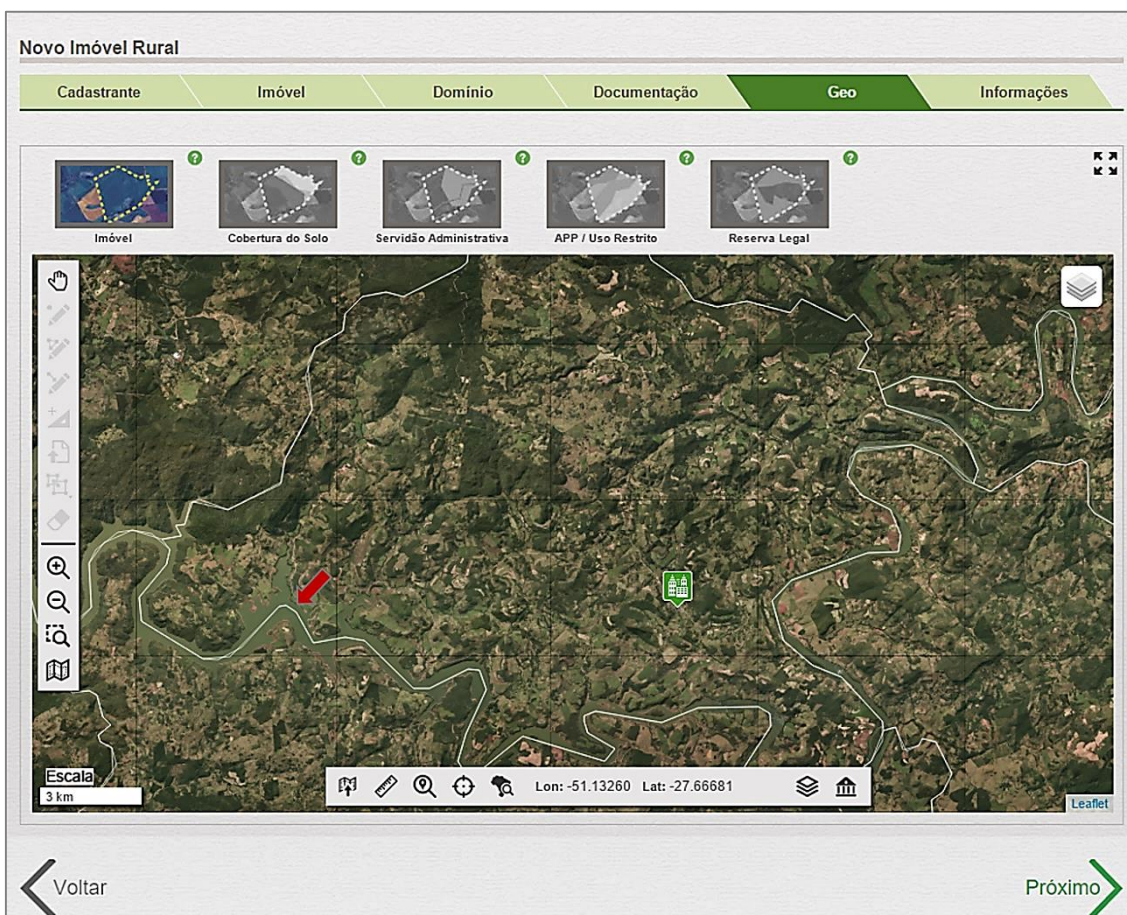 Novo Imóvel Rural
Cadastrante Imóvel Domínio Documentação Geo Informações
? ? ? ? ?
Imóvel Cobertura do Solo Servidão Administrativa APP / Uso Restrito Reserva Legal
Escala
3 km
Lon: -51.13260 Lat: -27.66681
Leaflet
Voltar Próximo